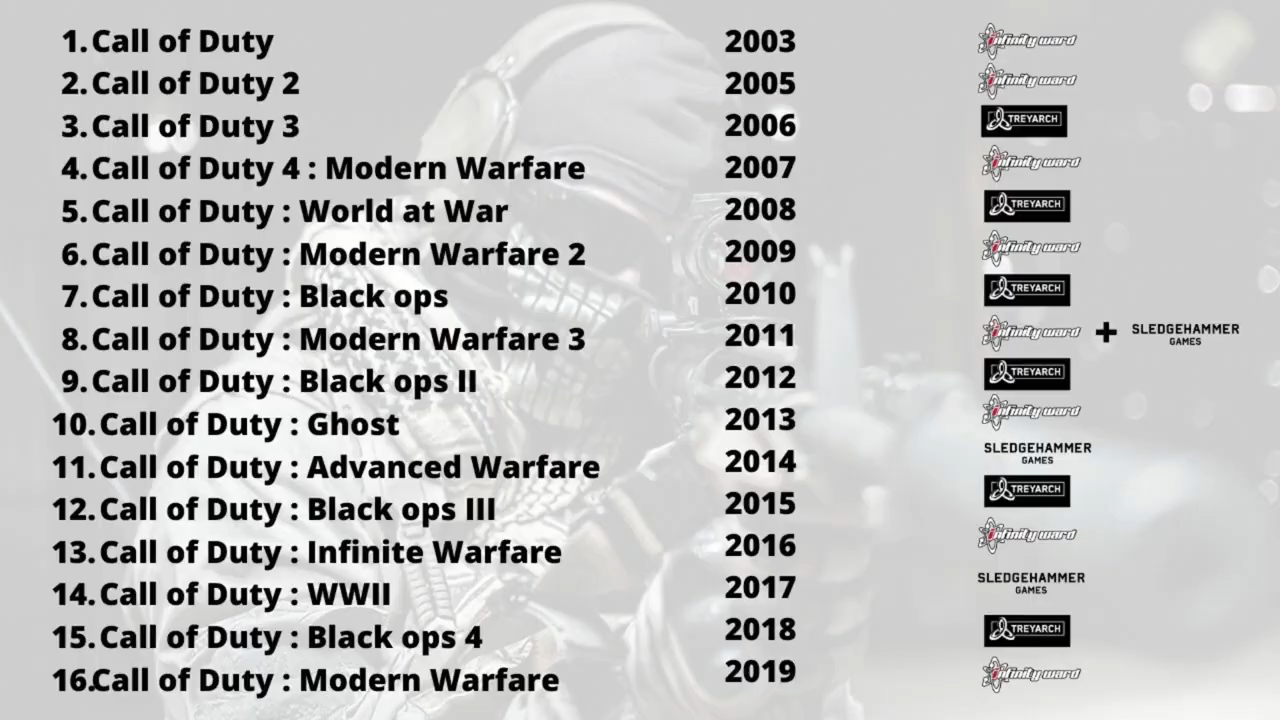 1. Call of Duty 2003 infinity ward
2. Call of Duty 2 2005 infinity ward
3. Call of Duty 3 2006 TREYARCH
4. Call of Duty 4 : Modern Warfare 2007 infinity ward
5. Call of Duty : World at War 2008 TREYARCH
6. Call of Duty : Modern Warfare 2 2009 infinity ward
7. Call of Duty : Black ops 2010 TREYARCH
8. Call of Duty : Modern Warfare 3 2011 infinity ward + SLEDGEHAMMER GAMES
9. Call of Duty : Black ops II 2012 TREYARCH
10. Call of Duty : Ghost 2013 infinity ward
11. Call of Duty : Advanced Warfare 2014 SLEDGEHAMMER GAMES
12. Call of Duty : Black ops III 2015 TREYARCH
13. Call of Duty : Infinite Warfare 2016 infinity ward
14. Call of Duty : WWII 2017 SLEDGEHAMMER GAMES
15. Call of Duty : Black ops 4 2018 TREYARCH
16. Call of Duty : Modern Warfare 2019 infinity ward